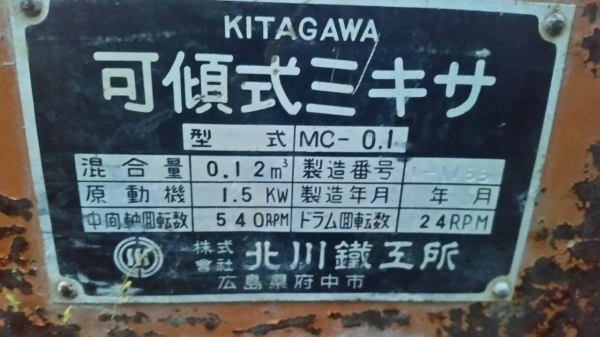 KITAGAWA
可傾式ミキサ
型式 MC-0.1
混合量 0.12m³ 製造番号
原動機 1.5KW 製造年月 年 月
中间軸回転数 540RPM ドラム回転数 24RPM
株式會社 北川鐵工所
広島県府中市